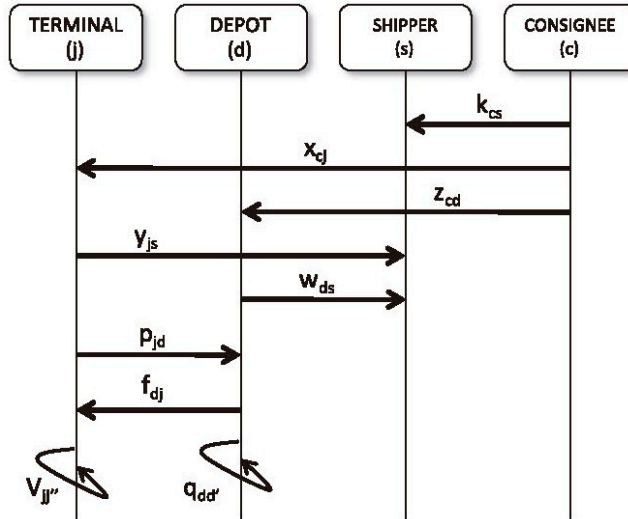 TERMINAL
(j)
DEPOT
(d)
SHIPPER
(s)
CONSIGNEE
(c)
kcs
xcj
zcd
yjs
wds
pjd
fdj
Vjj''
qdd'